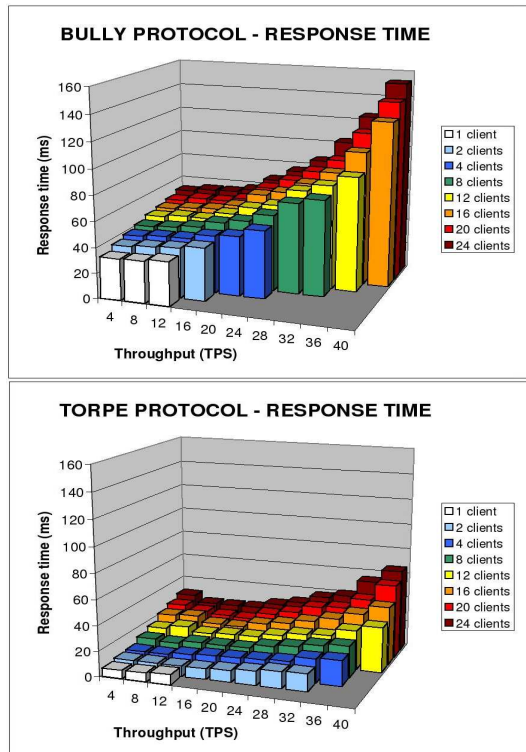 BULLY PROTOCOL - RESPONSE TIME
160
140
120
100
80
60
40
20
0
Response time (ms)
4
8
12
16
20
24
28
32
36
40
Throughput (TPS)
1 client
2 clients
4 clients
8 clients
12 clients
16 clients
20 clients
24 clients
TORPE PROTOCOL - RESPONSE TIME
160
140
120
100
80
60
40
20
0
Response time (ms)
4
8
12
16
20
24
28
32
36
40
Throughput (TPS)
1 client
2 clients
4 clients
8 clients
12 clients
16 clients
20 clients
24 clients